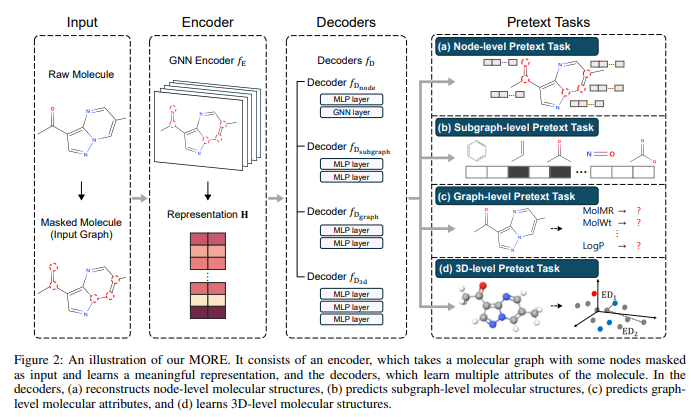 Input
Encoder
Decoders
Pretext Tasks
Raw Molecule
O
N
N
N
Masked Molecule
(Input Graph)
N
N
GNN Encoder fE
N
N
Representation H
Decoders fD
Decoder fDnode
MLP layer
GNN layer
Decoder fDsubgraph
MLP layer
MLP layer
Decoder fDgraph
MLP layer
MLP layer
Decoder fD3d
MLP layer
MLP layer
MLP layer
(a) Node-level Pretext Task
N
N
(b) Subgraph-level Pretext Task
O
N
O
O
O
(c) Graph-level Pretext Task
O
N
N
N
MolMR → ?
MolWt → ?
LogP → ?
(d) 3D-level Pretext Task
ED1
ED2
Figure 2: An illustration of our MORE. It consists of an encoder, which takes a molecular graph with some nodes masked
as input and learns a meaningful representation, and the decoders, which learn multiple attributes of the molecule. In the
decoders, (a) reconstructs node-level molecular structures, (b) predicts subgraph-level molecular structures, (c) predicts graph-
level molecular attributes, and (d) learns 3D-level molecular structures.